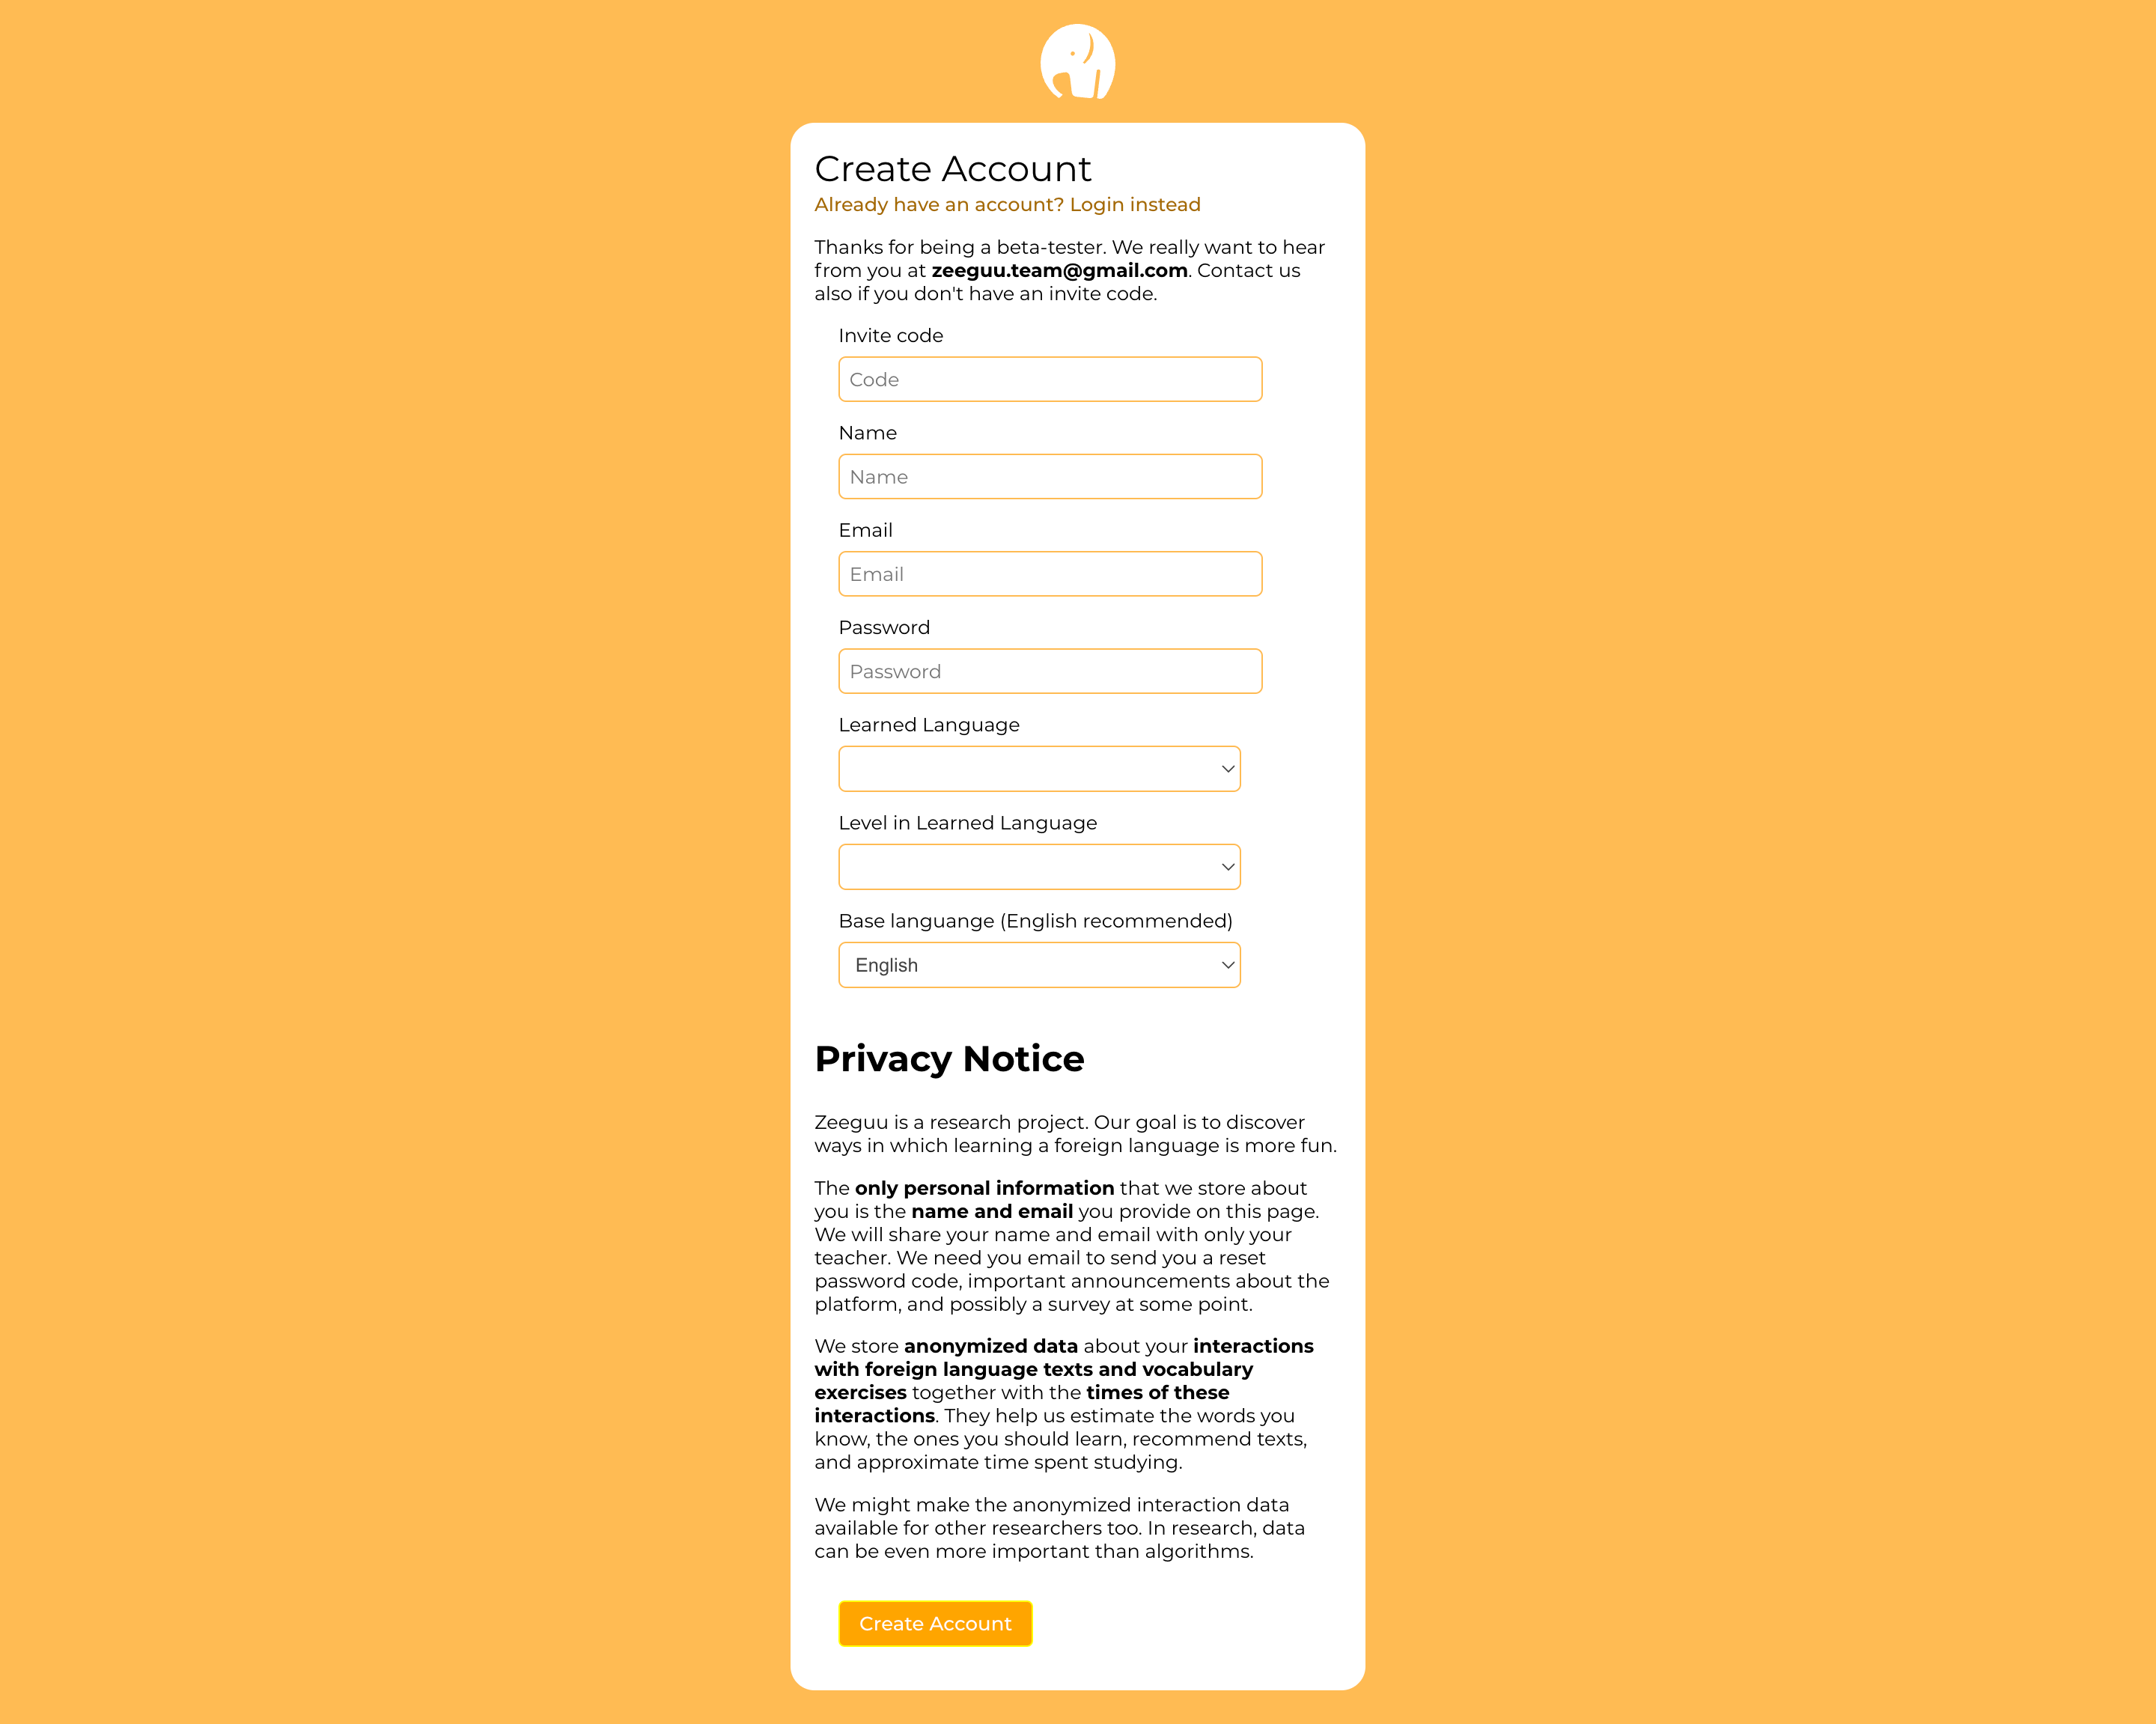 Create Account
Already have an account? Login instead
Thanks for being a beta-tester. We really want to hear
from you at zeeguu.team@gmail.com. Contact us
also if you don't have an invite code.
Invite code
Code
Name
Name
Email
Email
Password
Password
Learned Language
Level in Learned Language
Base languange (English recommended)
English
Privacy Notice
Zeeguu is a research project. Our goal is to discover
ways in which learning a foreign language is more fun.
The only personal information that we store about
you is the name and email you provide on this page.
We will share your name and email with only your
teacher. We need you email to send you a reset
password code, important announcements about the
platform, and possibly a survey at some point.
We store anonymized data about your interactions
with foreign language texts and vocabulary
exercises together with the times of these
interactions. They help us estimate the words you
know, the ones you should learn, recommend texts,
and approximate time spent studying.
We might make the anonymized interaction data
available for other researchers too. In research, data
can be even more important than algorithms.
Create Account